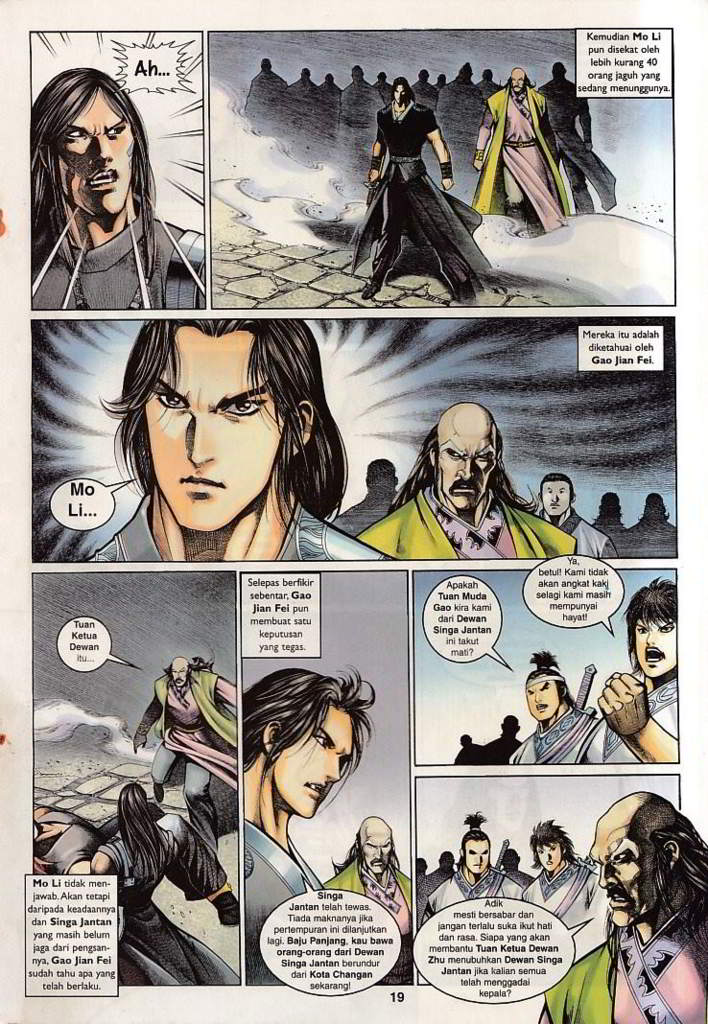 Ah...
Kemudian Mo Li
pun disekat oleh
lebih kurang 40
orang jaguh yang
sedang menunggunya.
Mereka itu adalah
diketahuai oleh
Gao Jian Fei.
Mo
Li...
Tuan
Ketua
Dewan
itu...
Mo Li tidak men-
jawab. Akan tetapi
daripada keadaannya
dan Singa Jantan
yang masih belum
jaga dari pengsan-
nya, Gao Jian Fei
sudah tahu apa yang
telah berlaku.
Selepas berfikir
sebentar, Gao
Jian Fei pun
membuat satu
keputusan
yang tegas.
Singa
Jantan telah tewas.
Tiada maknanya jika
pertempuran ini dilanjutkan
lagi. Baju Panjang, kau bawa
orang-orang dari Dewan
Singa Jantan berundur
dari Kota Changan
sekarang!
Apakah
Tuan Muda
Gao kira kami
dari Dewan
Singa Jantan
ini takut
mati?
Ya,
betul! Kami tidak
akan angkat kaki
selagi kami masih
mempunyai
hayat!
Adik
mesti bersabar dan
jangan terlalu suka ikut hati
dan rasa. Siapa yang akan
membantu Tuan Ketua Dewan
Zhu menubuhkan Dewan Singa
Jantan jika kalian semua
telah menggadai
kepala?
19